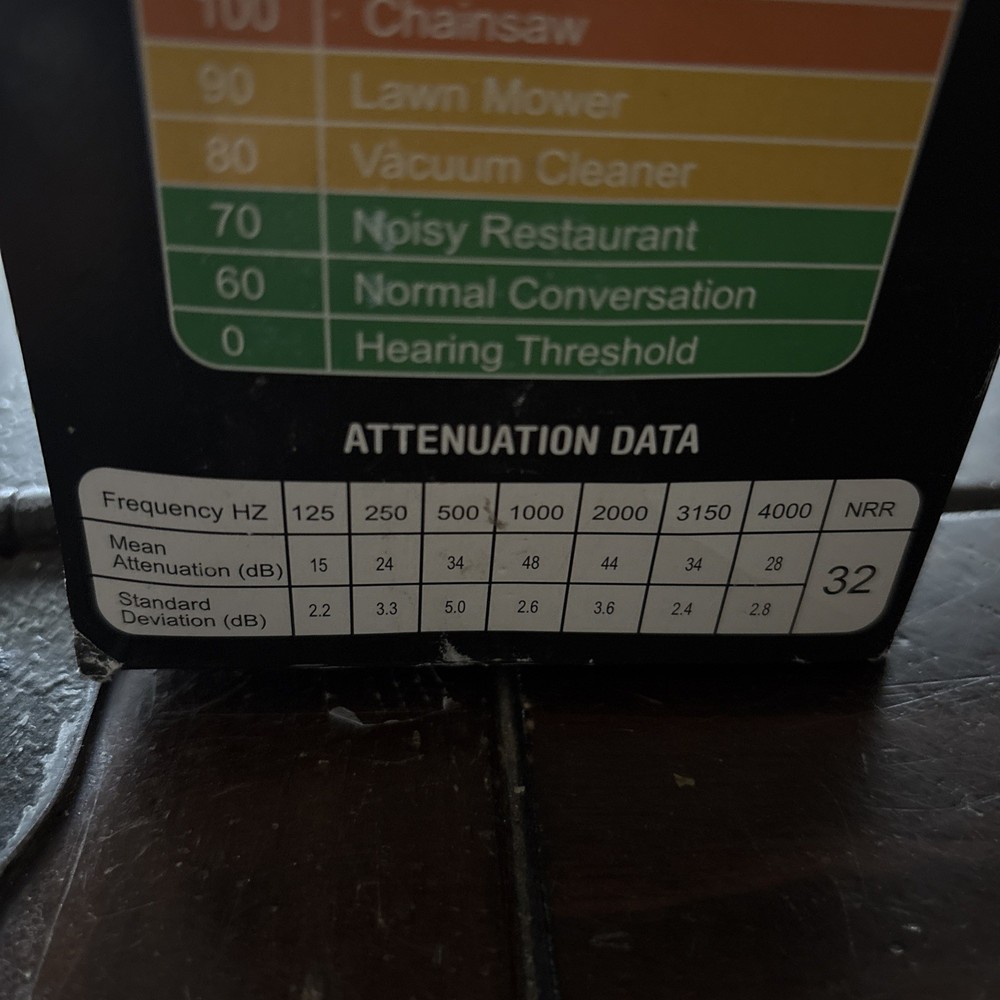 100 Chainsaw
90 Lawn Mower
80 Vacuum Cleaner
70 Noisy Restaurant
60 Normal Conversation
0 Hearing Threshold
ATTENUATION DATA
Frequency HZ 125 250 500 1000 2000 3150 4000 NRR
Mean
Attenuation (dB) 15 24 34 48 44 34 28 32
Standard
Deviation (dB) 2.2 3.3 5.0 2.6 3.6 2.4 2.8